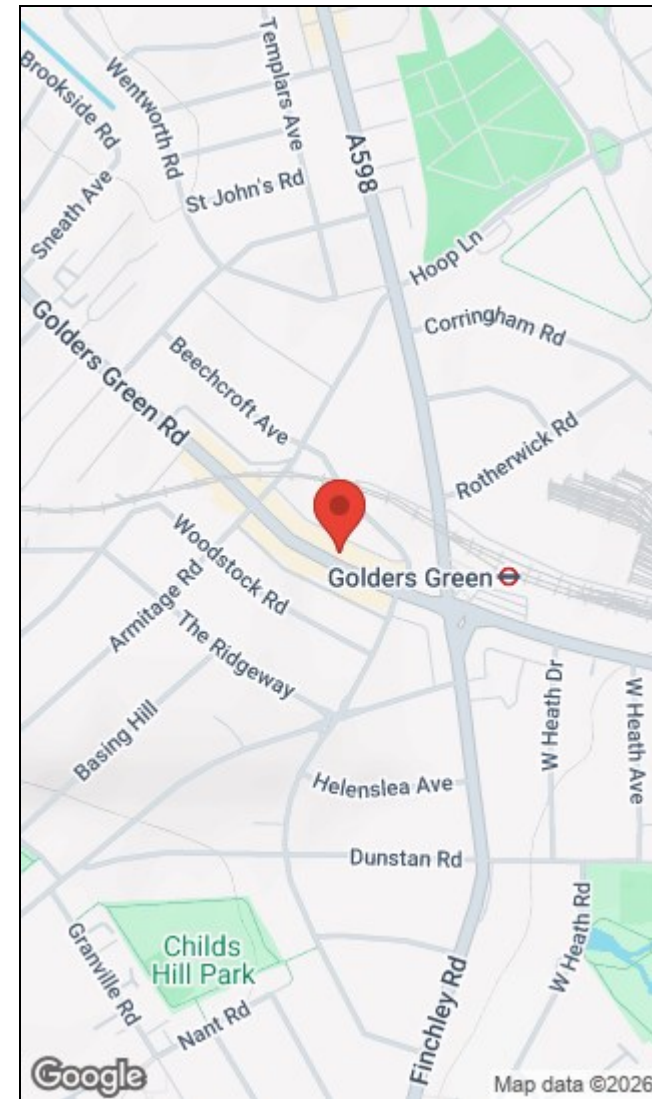 Brookside Rd
Wentworth Rd
Templars Ave
A598
St John's Rd
Sneath Ave
Hoop Ln
Corringham Rd
Golders Green Rd
Beechcroft Ave
Rotherwick Rd
Woodstock Rd
Golders Green
Armitage Rd
The Ridgeway
Basing Hill
W Heath Dr
W Heath Ave
Helenslea Ave
Dunstan Rd
W Heath Rd
Childs
Hill Park
Granville Rd
Nant Rd
Finchley Rd
Google
Map data ©2026